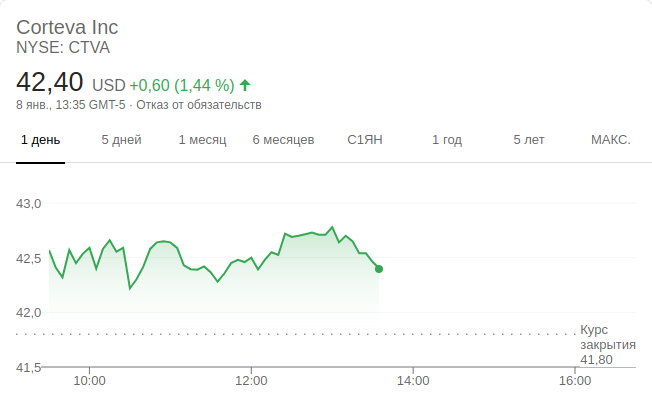 Corteva Inc
NYSE: CTVA
42,40 USD +0,60 (1,44 %)
8 янв., 13:35 GMT-5 · Отказ от обязательств
1 день 5 дней 1 месяц 6 месяцев С1ЯН 1 год 5 лет МАКС.
43,0
42,5
42,0
Курс
закрытия
41,80
41,5
10:00 12:00 14:00 16:00